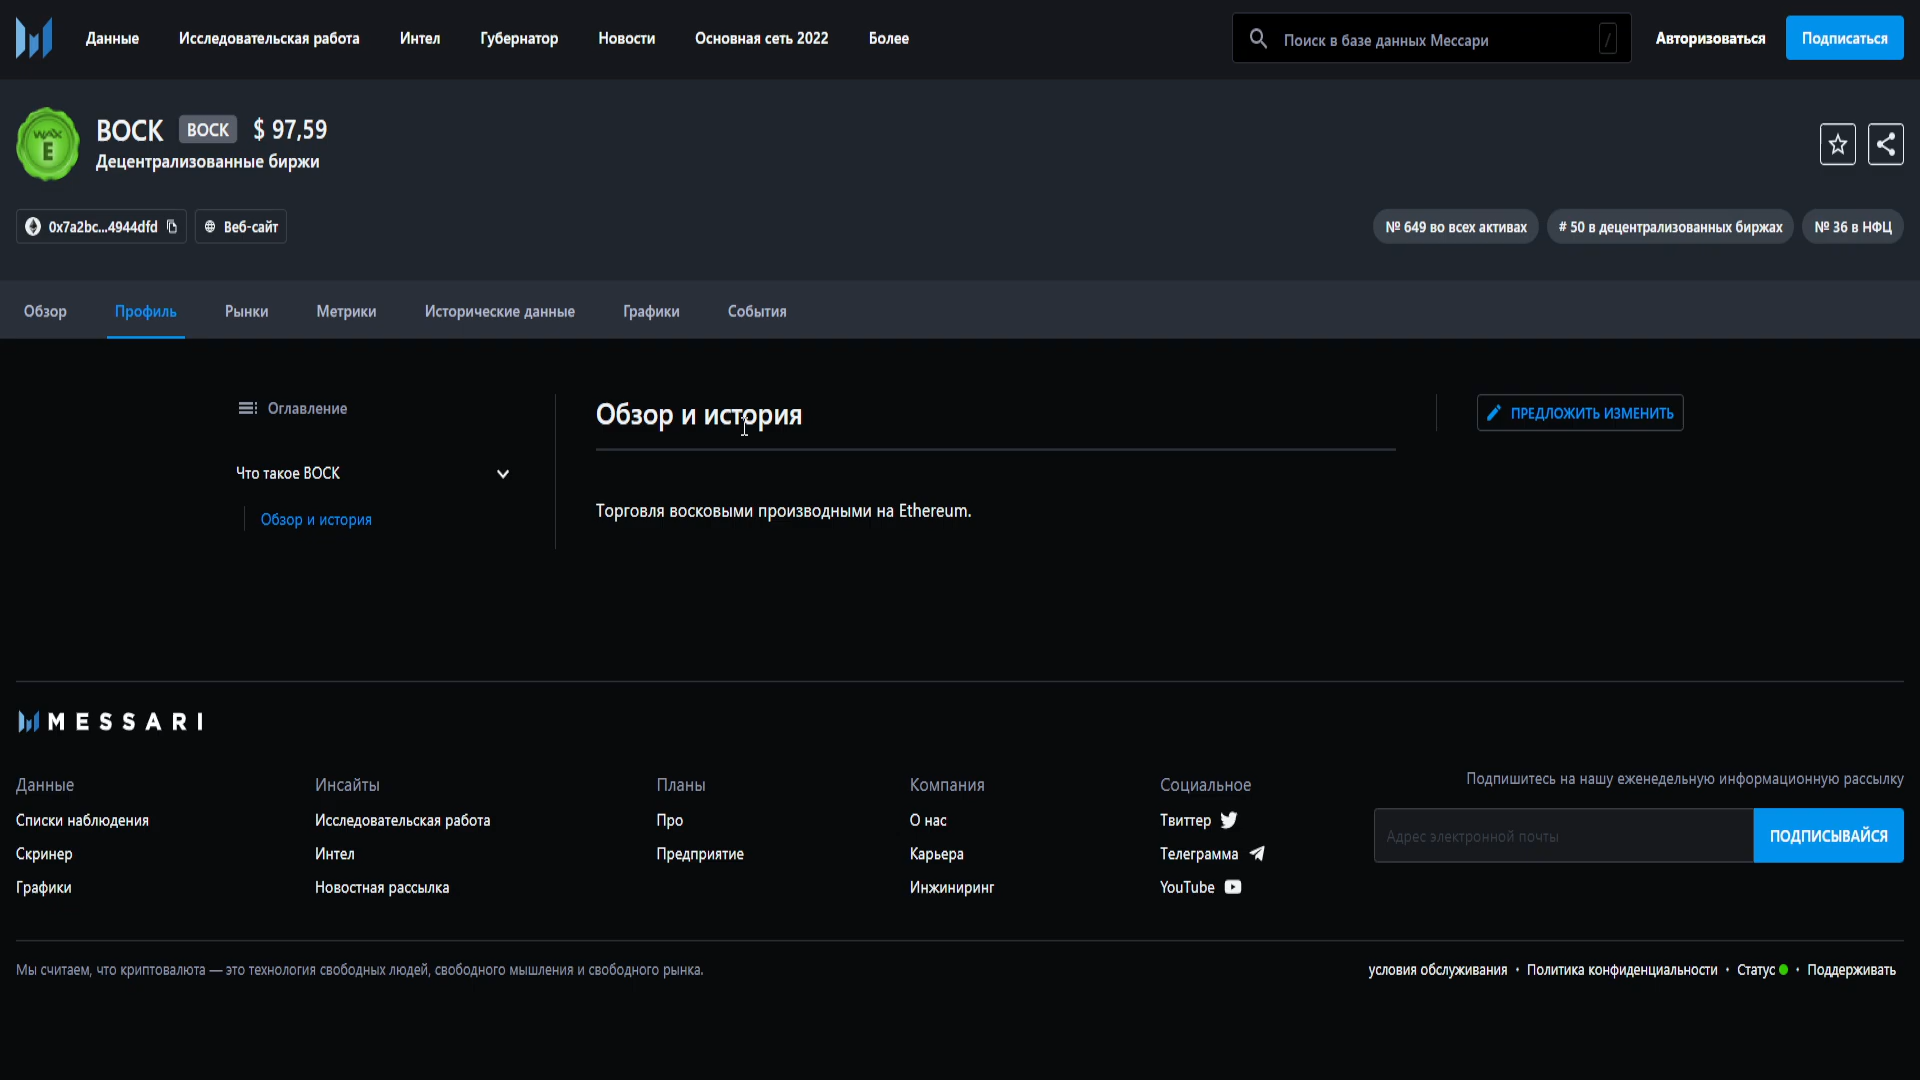 Данные Исследовательская работа Интел Губернатор Новости Основная сеть 2022 Более Поиск в базе данных Мессари / Авторизоваться Подписаться
WAX E
ВОСК ВОСК $ 97,59
Децентрализованные биржи
0x7a2bc...4944dfd Веб-сайт № 649 во всех активах # 50 в децентрализованных биржах № 36 в НФЦ
Обзор Профиль Рынки Метрики Исторические данные Графики События
Оглавление
Что такое ВОСК
Обзор и история
Обзор и история
Торговля восковыми производными на Ethereum.
ПРЕДЛОЖИТЬ ИЗМЕНИТЬ
MESSARI
Данные
Списки наблюдения
Скринер
Графики
Инсайты
Исследовательская работа
Интел
Новостная рассылка
Планы
Про
Предприятие
Компания
О нас
Карьера
Инжиниринг
Социальное
Твиттер
Телеграмма
YouTube
Подпишитесь на нашу еженедельную информационную рассылку
Адрес электронной почты ПОДПИСЫВАЙСЯ
Мы считаем, что криптовалюта — это технология свободных людей, свободного мышления и свободного рынка.
условия обслуживания • Политика конфиденциальности • Статус • Поддерживать